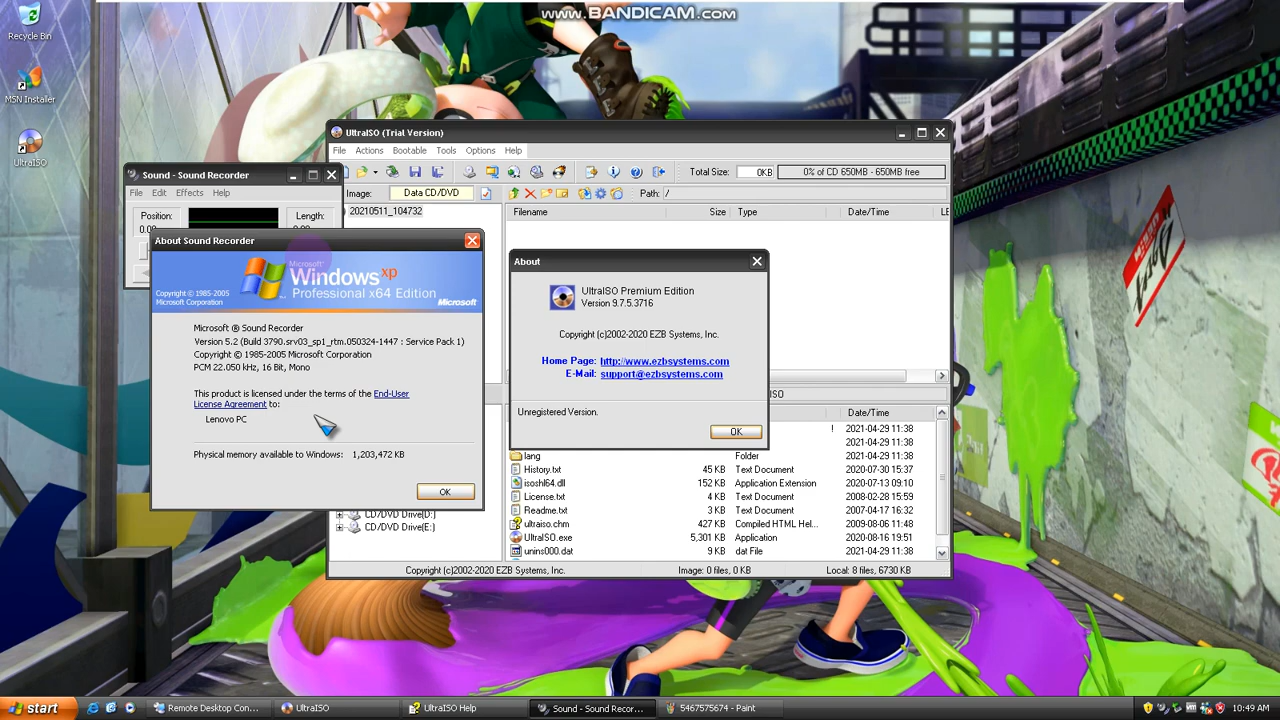 www.BANDICAM.com
Recycle Bin
MSN Installer
UltraISO
UltraISO (Trial Version)
File Actions Bootable Tools Options Help
Total Size: 0KB 0% of CD 650MB - 650MB free
Image: Data CD/DVD Path: /
20210511_104732
Filename Size Type Date/Time
Sound - Sound Recorder
File Edit Effects Help
Position: Length:
About Sound Recorder
Microsoft®
Windows xp
Professional x64 Edition
Copyright © 1985-2005
Microsoft Corporation
Microsoft
Microsoft ® Sound Recorder
Version 5.2 (Build 3790.srv03_sp1_rtm.050324-1447 : Service Pack 1)
Copyright © 1985-2005 Microsoft Corporation
PCM 22.050 kHz, 16 Bit, Mono
This product is licensed under the terms of the End-User
License Agreement to:
Lenovo PC
Physical memory available to Windows: 1,203,472 KB
OK
About
UltraISO Premium Edition
Version 9.7.5.3716
Copyright (c)2002-2020 EZB Systems, Inc.
Home Page: http://www.ezbsystems.com
E-Mail: support@ezbsystems.com
Unregistered Version.
OK
Date/Time
! 2021-04-29 11:38
2021-04-29 11:38
lang Folder 2021-04-29 11:38
History.txt 45 KB Text Document 2020-07-30 15:37
isoshl64.dll 152 KB Application Extension 2020-07-13 09:10
License.txt 4 KB Text Document 2008-02-28 15:59
Readme.txt 3 KB Text Document 2007-04-17 16:32
ultraiso.chm 427 KB Compiled HTML Hel... 2009-08-06 11:48
UltraISO.exe 5,301 KB Application 2020-08-16 19:51
unins000.dat 9 KB dat File 2021-04-29 11:38
CD/DVD Drive(D:)
CD/DVD Drive(E:)
Copyright (c)2002-2020 EZB Systems, Inc. Image: 0 files, 0 KB Local: 8 files, 6730 KB
start Remote Desktop Con... UltraISO UltraISO Help Sound - Sound Recor... 5467575674 - Paint 10:49 AM